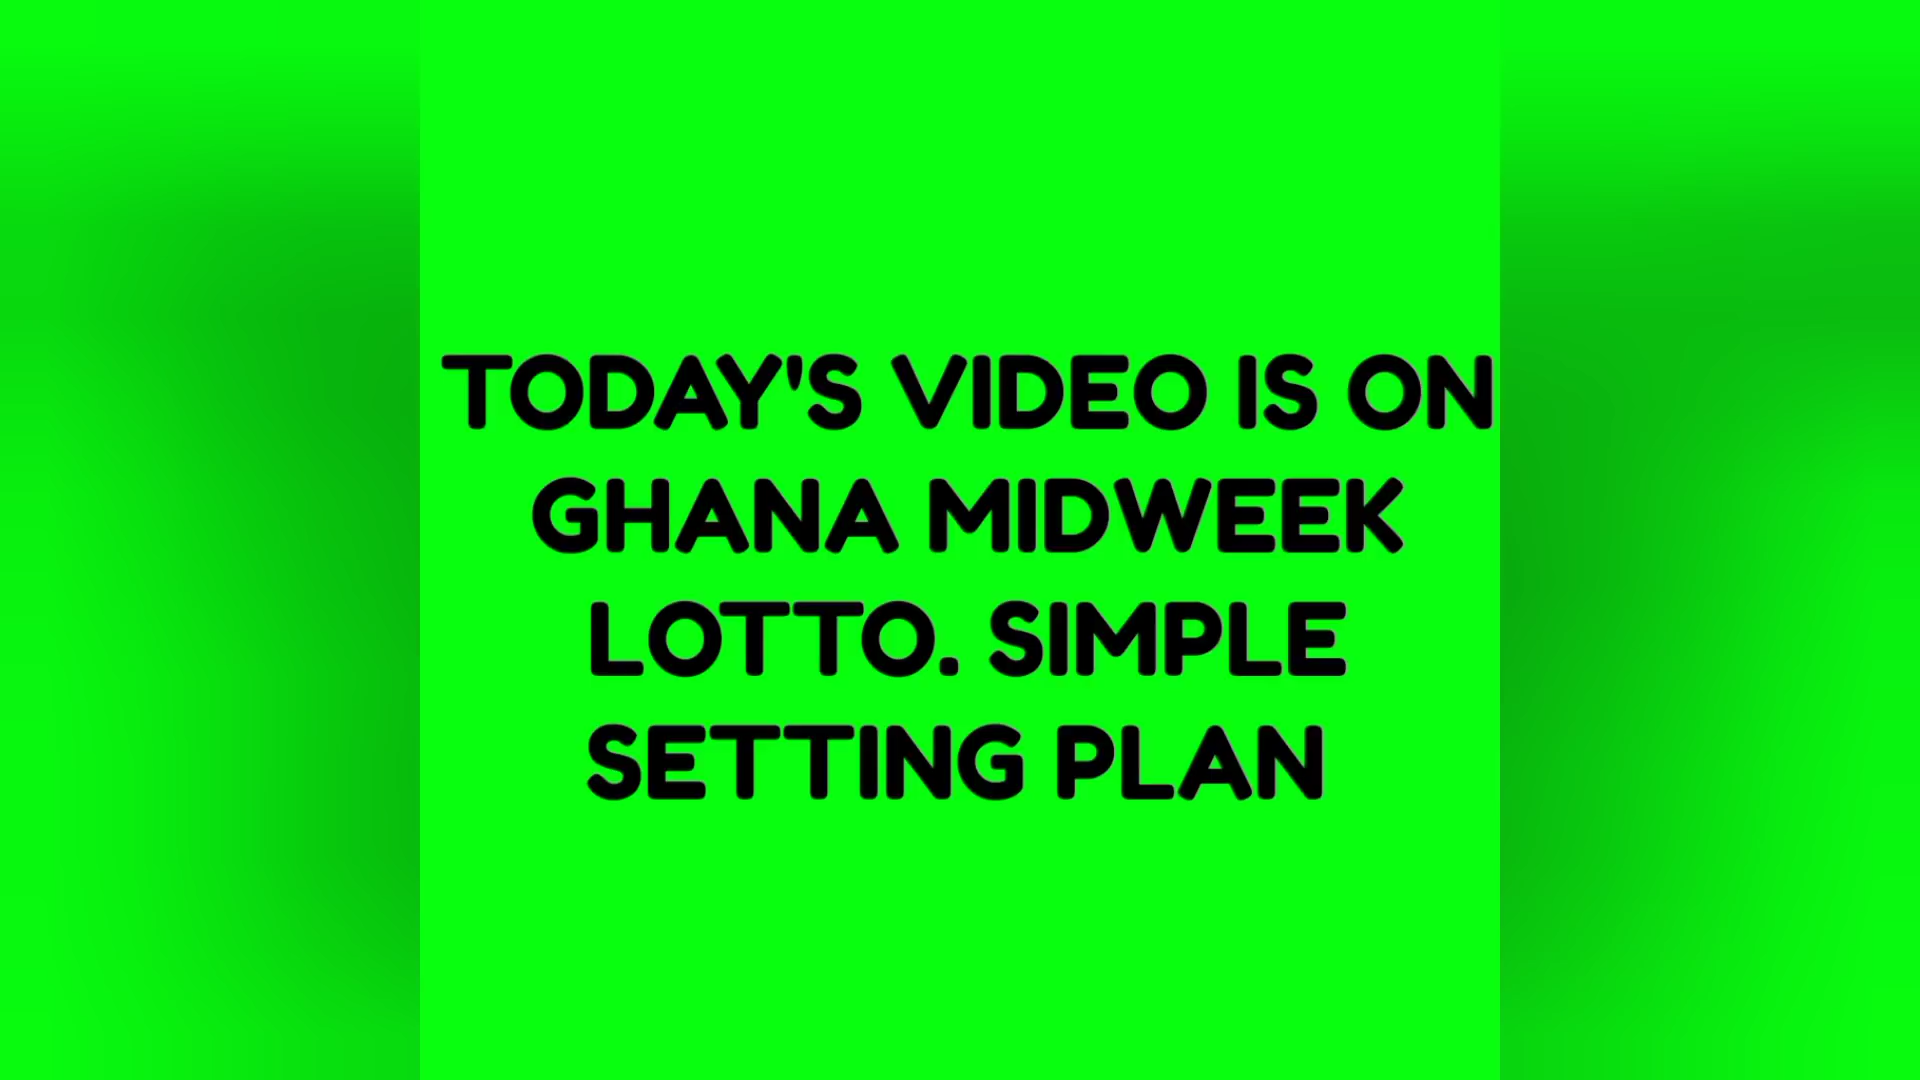 TODAY'S VIDEO IS ON
GHANA MIDWEEK
LOTTO. SIMPLE
SETTING PLAN